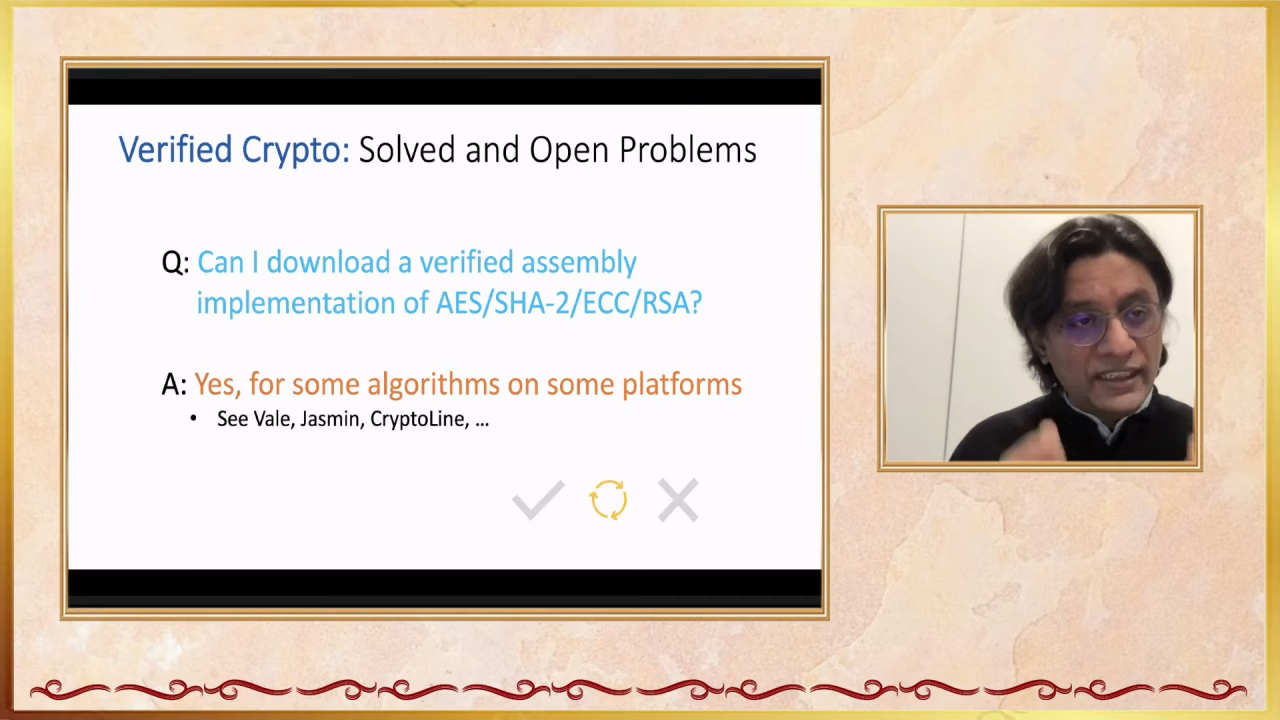 Verified Crypto: Solved and Open Problems
Q: Can I download a verified assembly
implementation of AES/SHA-2/ECC/RSA?
A: Yes, for some algorithms on some platforms
• See Vale, Jasmin, CryptoLine, ...